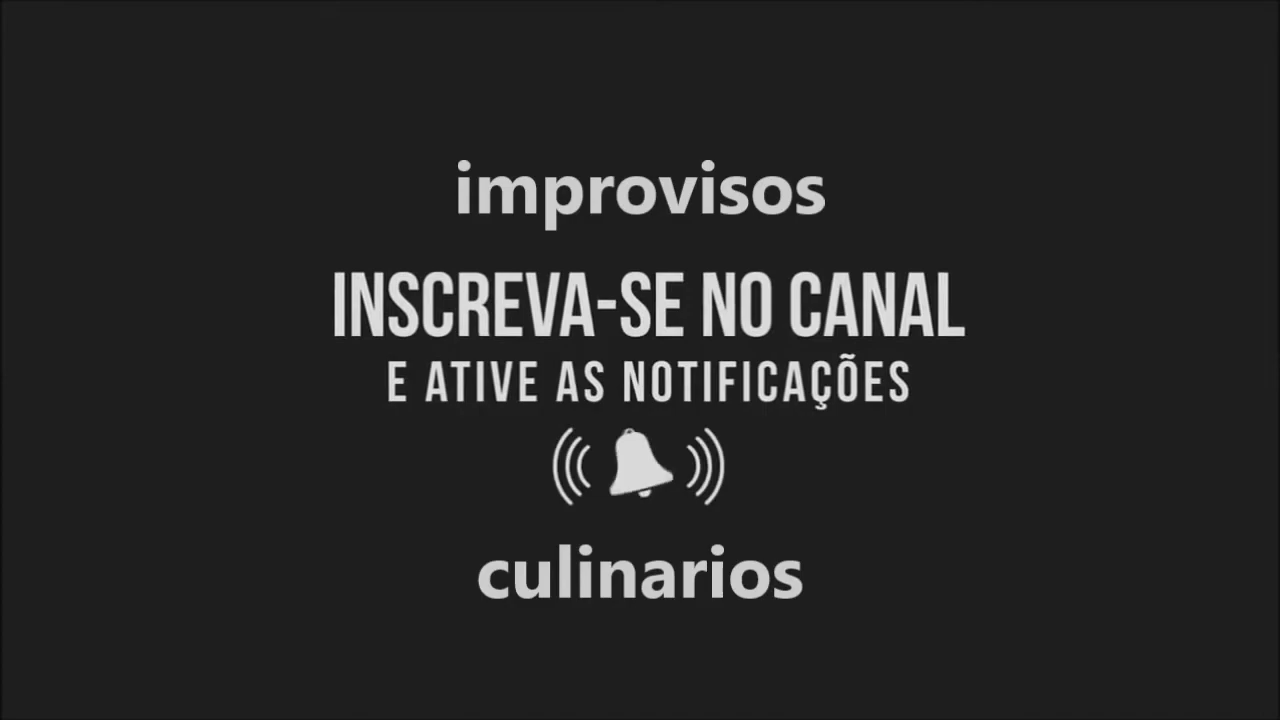 improvisos
INSCREVA-SE NO CANAL
E ATIVE AS NOTIFICAÇÕES
culinarios